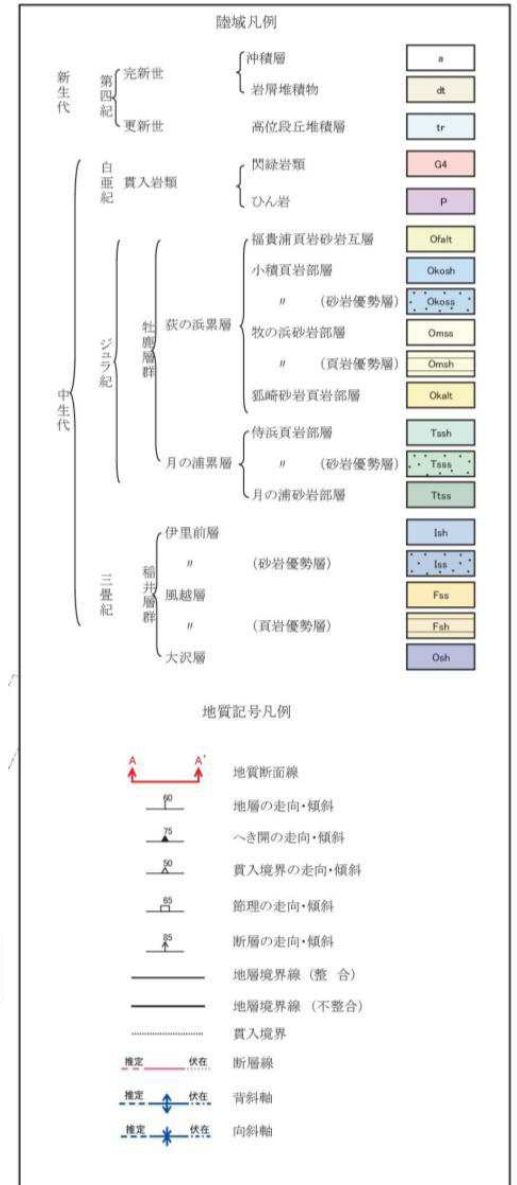 陸域凡例
新生代
第四紀
完新世
沖積層 a
岩屑堆積物 dt
更新世 高位段丘堆積層 tr
中生代
白亜紀
貫入岩類
閃緑岩類 G4
ひん岩 P
ジュラ紀
牡鹿層群
荻の浜累層
福貴浦頁岩砂岩互層 Ofalt
小積頁岩部層 Okosh
〃 (砂岩優勢層) Okoss
牧の浜砂岩部層 Omss
〃 (頁岩優勢層) Omsh
狐崎砂岩頁岩部層 Okalt
月の浦累層
侍浜頁岩部層 Tssh
〃 (砂岩優勢層) Tsss
月の浦砂岩部層 Ttss
三畳紀
稲井層群
伊里前層 Ish
〃 (砂岩優勢層) Iss
風越層 Fss
〃 (頁岩優勢層) Fsh
大沢層 Osh
地質記号凡例
A A' 地質断面線
60 地層の走向・傾斜
75 へき開の走向・傾斜
50 貫入境界の走向・傾斜
65 節理の走向・傾斜
85 断層の走向・傾斜
地層境界線 (整 合)
地層境界線 (不整合)
貫入境界
推定 伏在 断層線
推定 伏在 背斜軸
推定 伏在 向斜軸